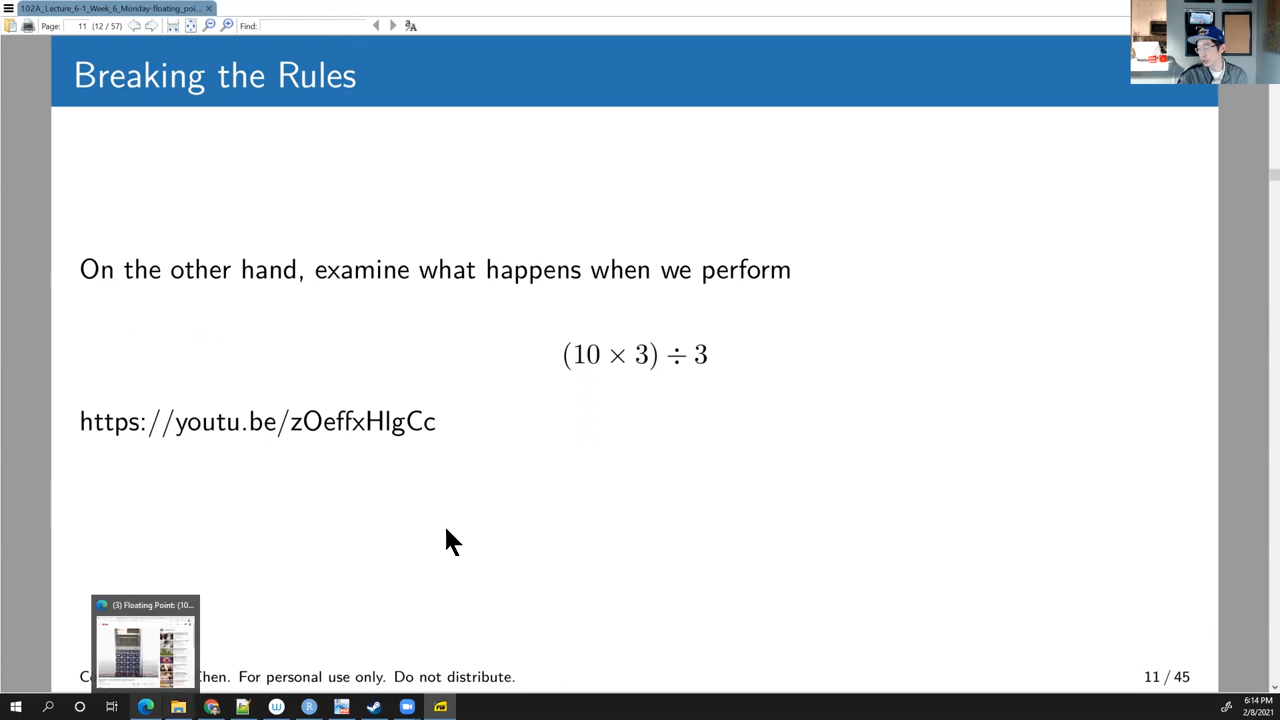 102A_Lecture_6-1_Week_6_Monday-floating_poi...
Page: 11 (12 / 57) Find:
Breaking the Rules
On the other hand, examine what happens when we perform
(10 × 3) ÷ 3
https://youtu.be/zOeffxHlgCc
(3) Floating Point: (10...
hen. For personal use only. Do not distribute.
11 / 45
6:14 PM
2/8/2021